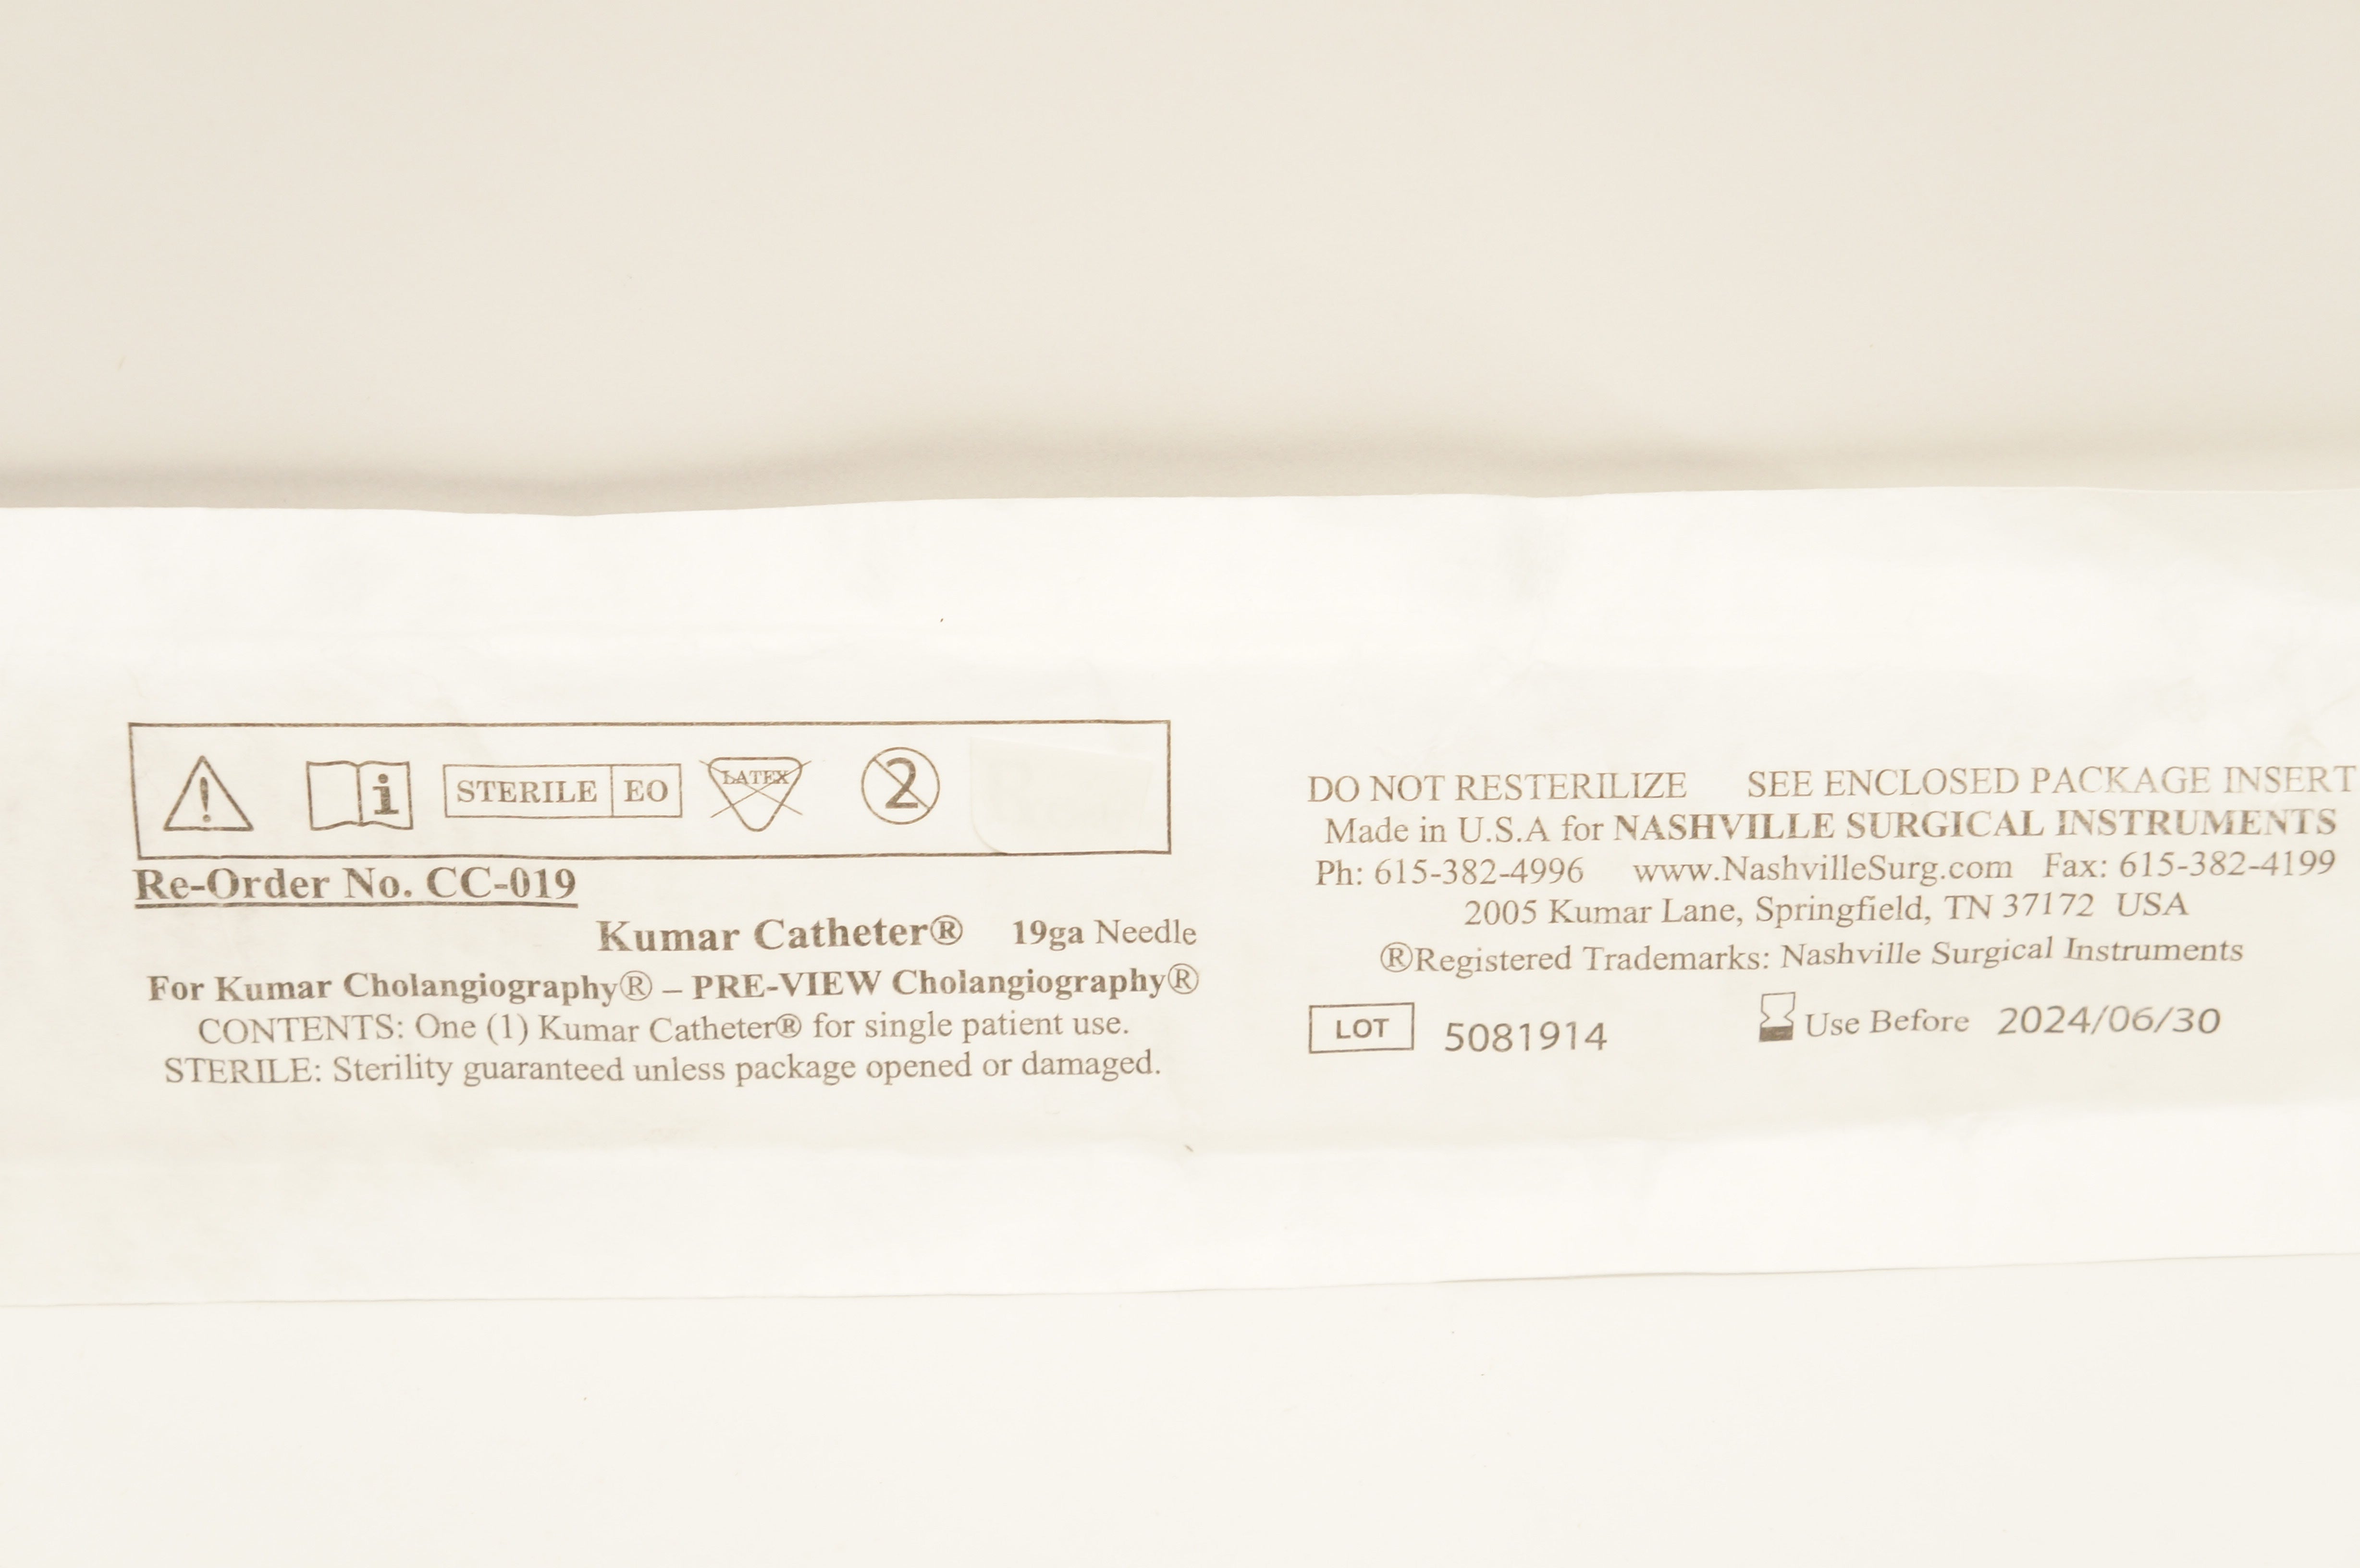 STERILE EO LATEX 2
Re-Order No. CC-019
Kumar Catheter® 19ga Needle
For Kumar Cholangiography® – PRE-VIEW Cholangiography®
CONTENTS: One (1) Kumar Catheter® for single patient use.
STERILE: Sterility guaranteed unless package opened or damaged.
DO NOT RESTERILIZE SEE ENCLOSED PACKAGE INSERT
Made in U.S.A for NASHVILLE SURGICAL INSTRUMENTS
Ph: 615-382-4996 www.NashvilleSurg.com Fax: 615-382-4199
2005 Kumar Lane, Springfield, TN 37172 USA
®Registered Trademarks: Nashville Surgical Instruments
LOT 5081914 Use Before 2024/06/30